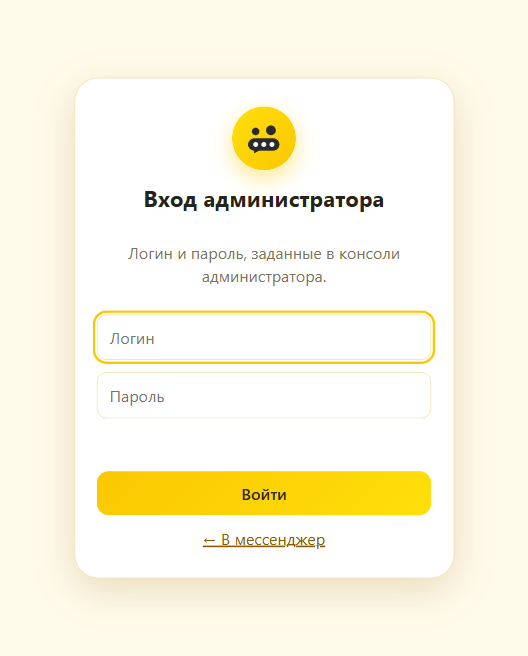 Вход администратора
Логин и пароль, заданные в консоли
администратора.
Логин
Пароль
Войти
← В мессенджер